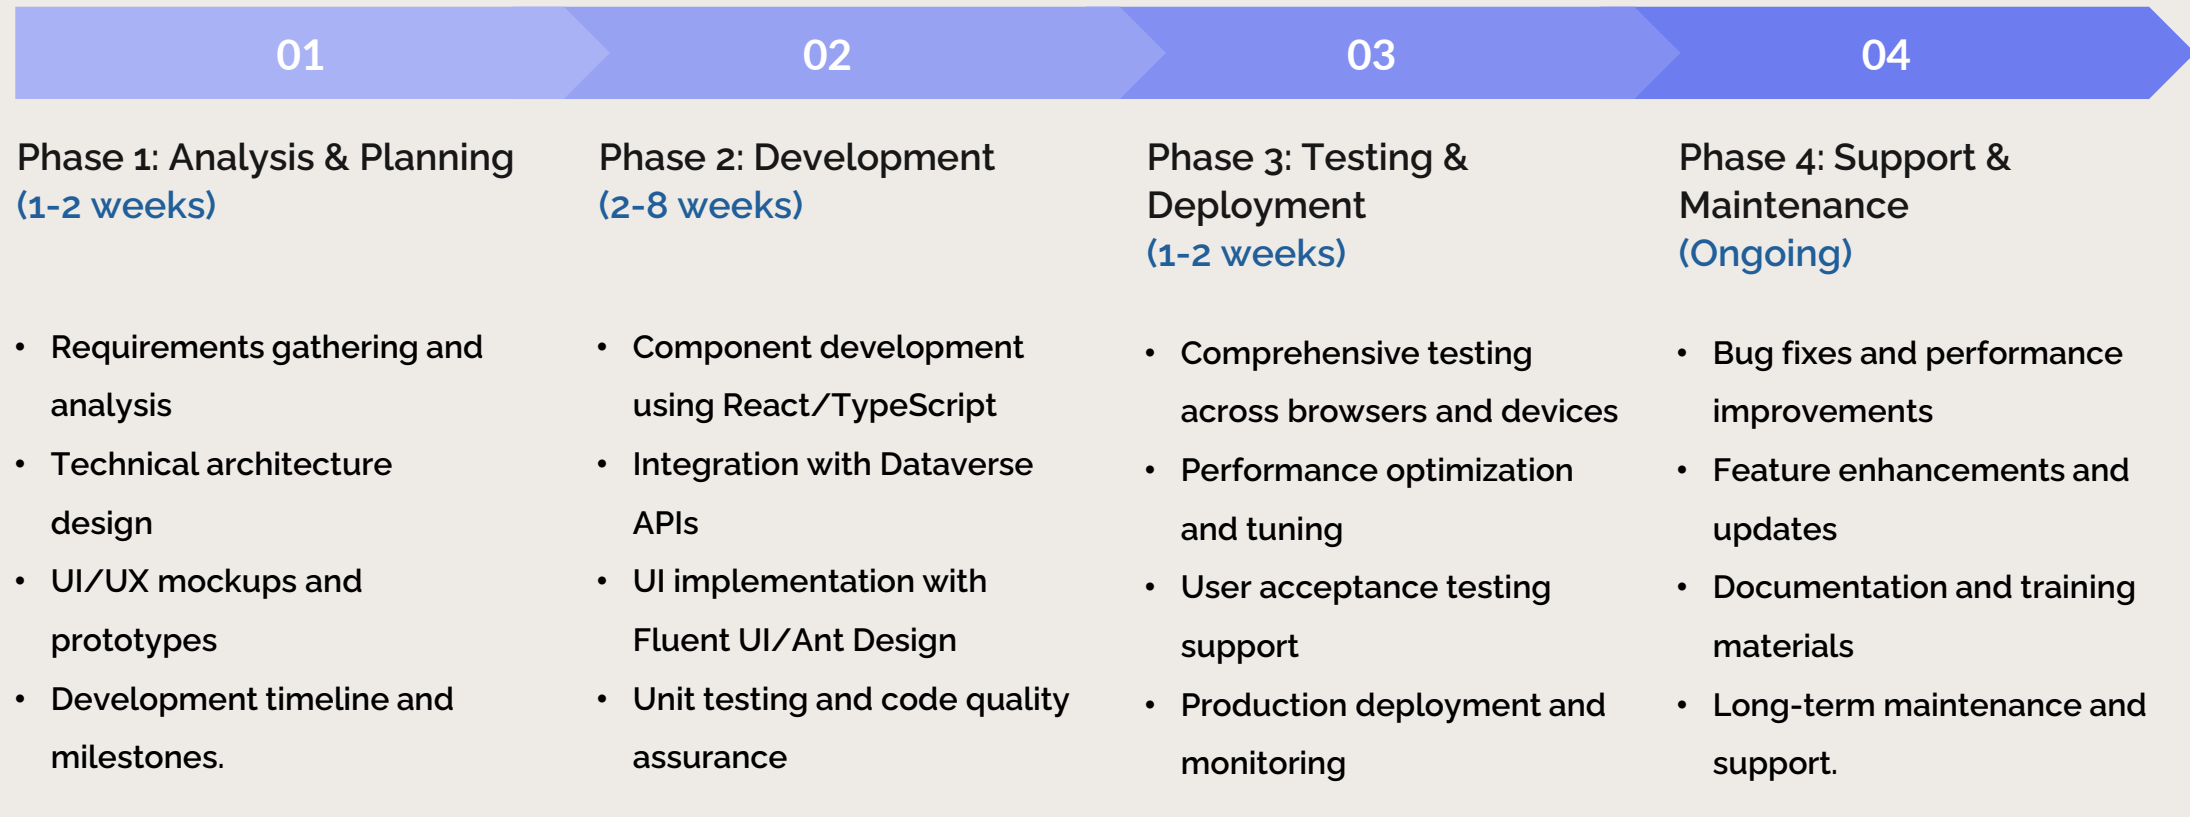 01
02
03
04
Phase 1: Analysis & Planning
(1-2 weeks)
• Requirements gathering and
analysis
• Technical architecture
design
• UI/UX mockups and
prototypes
• Development timeline and
milestones.
Phase 2: Development
(2-8 weeks)
• Component development
using React/TypeScript
• Integration with Dataverse
APIs
• UI implementation with
Fluent UI/Ant Design
• Unit testing and code quality
assurance
Phase 3: Testing &
Deployment
(1-2 weeks)
• Comprehensive testing
across browsers and devices
• Performance optimization
and tuning
• User acceptance testing
support
• Production deployment and
monitoring
Phase 4: Support &
Maintenance
(Ongoing)
• Bug fixes and performance
improvements
• Feature enhancements and
updates
• Documentation and training
materials
• Long-term maintenance and
support.